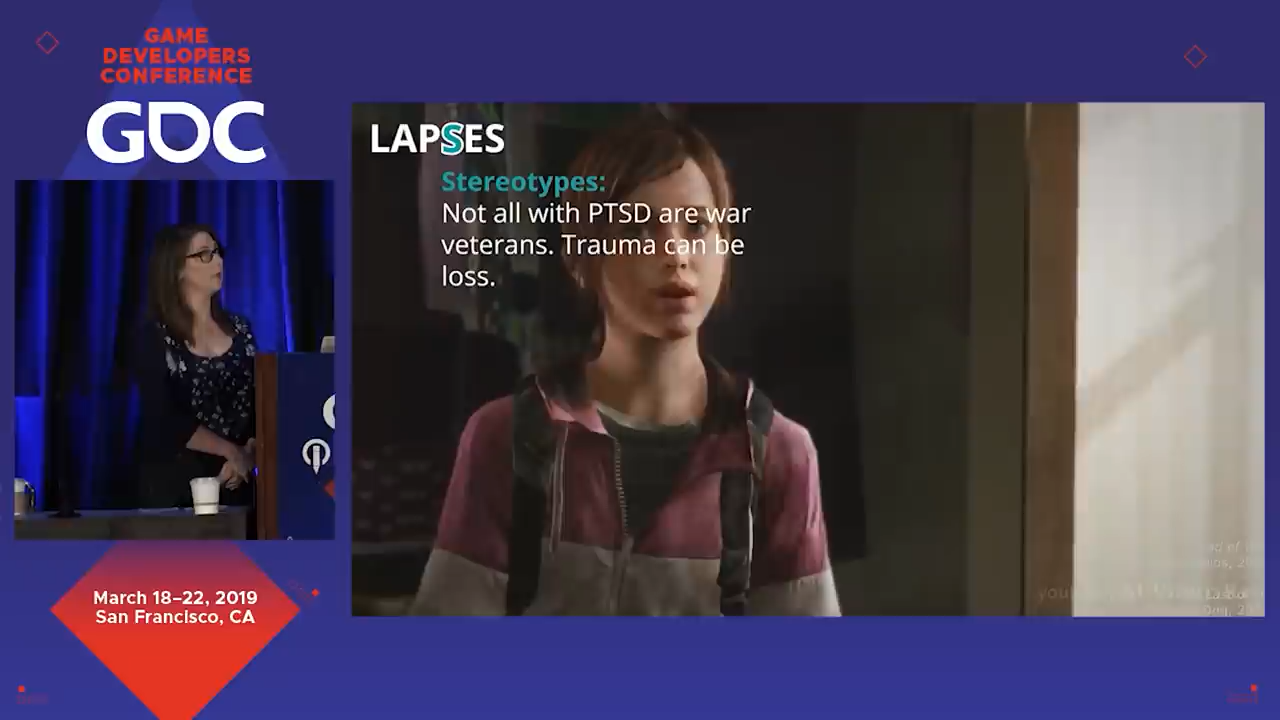 GAME
DEVELOPERS
CONFERENCE
GDC
LAPSES
Stereotypes:
Not all with PTSD are war
veterans. Trauma can be
loss.
March 18–22, 2019
San Francisco, CA